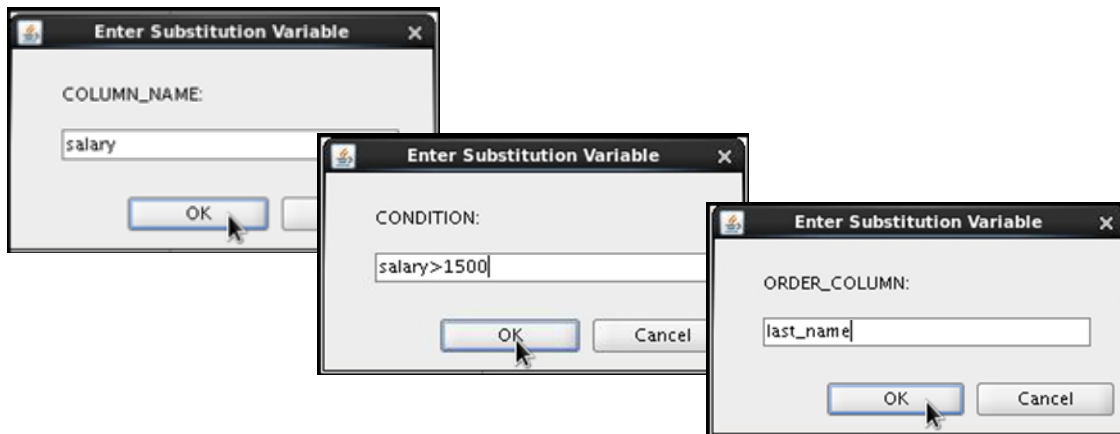 Enter Substitution Variable
COLUMN_NAME:
salary
OK
Enter Substitution Variable
CONDITION:
salary>1500
OK
Cancel
Enter Substitution Variable
ORDER_COLUMN:
last_name
OK
Cancel